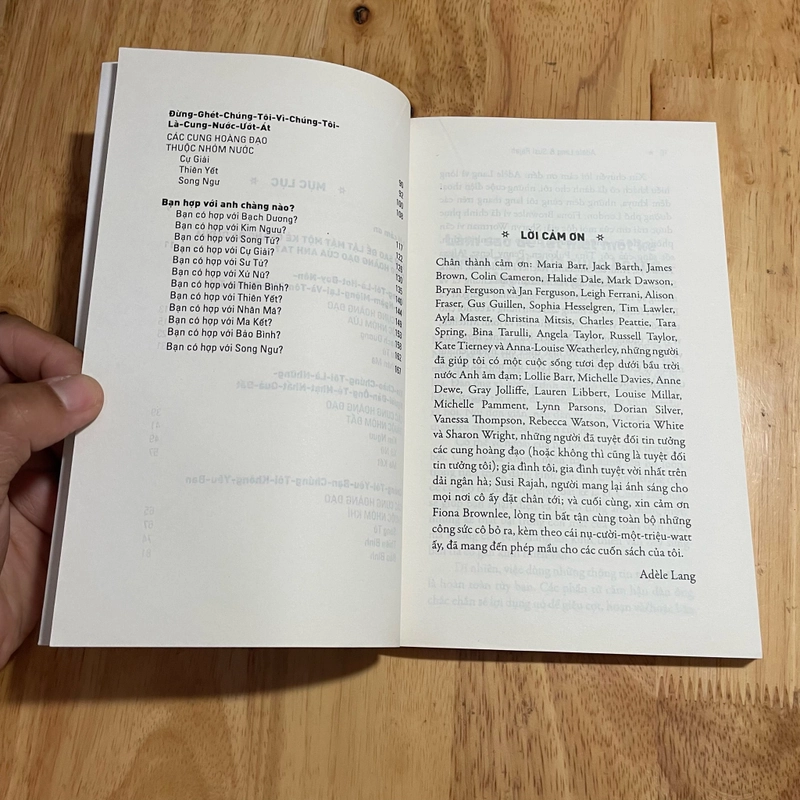 Đừng-Ghét-Chúng-Tôi-Vì-Chúng-Tôi-
Là-Cung-Nước-Ướt-Át
CÁC CUNG HOÀNG ĐẠO
THUỘC NHÓM NƯỚC 90
Cự Giải
Thiên Yết 100
Song Ngư 108
Bạn hợp với anh chàng nào?
Bạn có hợp với Bạch Dương? 117
Bạn có hợp với Kim Ngưu? 122
Bạn có hợp với Song Tử?
Bạn có hợp với Cự Giải? 130
Bạn có hợp với Sư Tử?
Bạn có hợp với Xử Nữ? 140
Bạn có hợp với Thiên Bình? 144
Bạn có hợp với Thiên Yết?
Bạn có hợp với Nhân Mã? 153
Bạn có hợp với Ma Kết? 158
Bạn có hợp với Bảo Bình? 162
Bạn có hợp với Song Ngư? 167
LỜI CẢM ƠN
Chân thành cảm ơn: Maria Barr, Jack Barth, James
Brown, Colin Cameron, Halide Dale, Mark Dawson,
Bryan Ferguson và Jan Ferguson, Leigh Ferrani, Alison
Fraser, Gus Guillen, Sophia Hesselgren, Tim Lawler,
Ayla Master, Christina Mitsis, Charles Peattie, Tara
Spring, Bina Tarulli, Angela Taylor, Russell Taylor,
Kate Tierney và Anna-Louise Weatherley, những người
đã giúp tôi có một cuộc sống tươi đẹp dưới bầu trời
nước Anh ảm đạm; Lollie Barr, Michelle Davies, Anne
Dewe, Gray Jolliffe, Lauren Libbert, Louise Millar,
Michelle Pamment, Lynn Parsons, Dorian Silver,
Vanessa Thompson, Rebecca Watson, Victoria White
và Sharon Wright, những người đã tuyệt đối tin tưởng
các cung hoàng đạo (hoặc không thì cũng là tuyệt đối
tin tưởng tôi); gia đình tôi, gia đình tuyệt vời nhất trên
dải ngân hà; Susi Rajah, người mang lại ánh sáng cho
mọi nơi cô ấy đặt chân tới; và cuối cùng, xin cảm ơn
Fiona Brownlee, lòng tin bất tận cùng toàn bộ những
công sức cô bỏ ra, kèm theo cái nụ-cười-một-triệu-watt
ấy, đã mang đến phép mầu cho các cuốn sách của tôi.
Adèle Lang